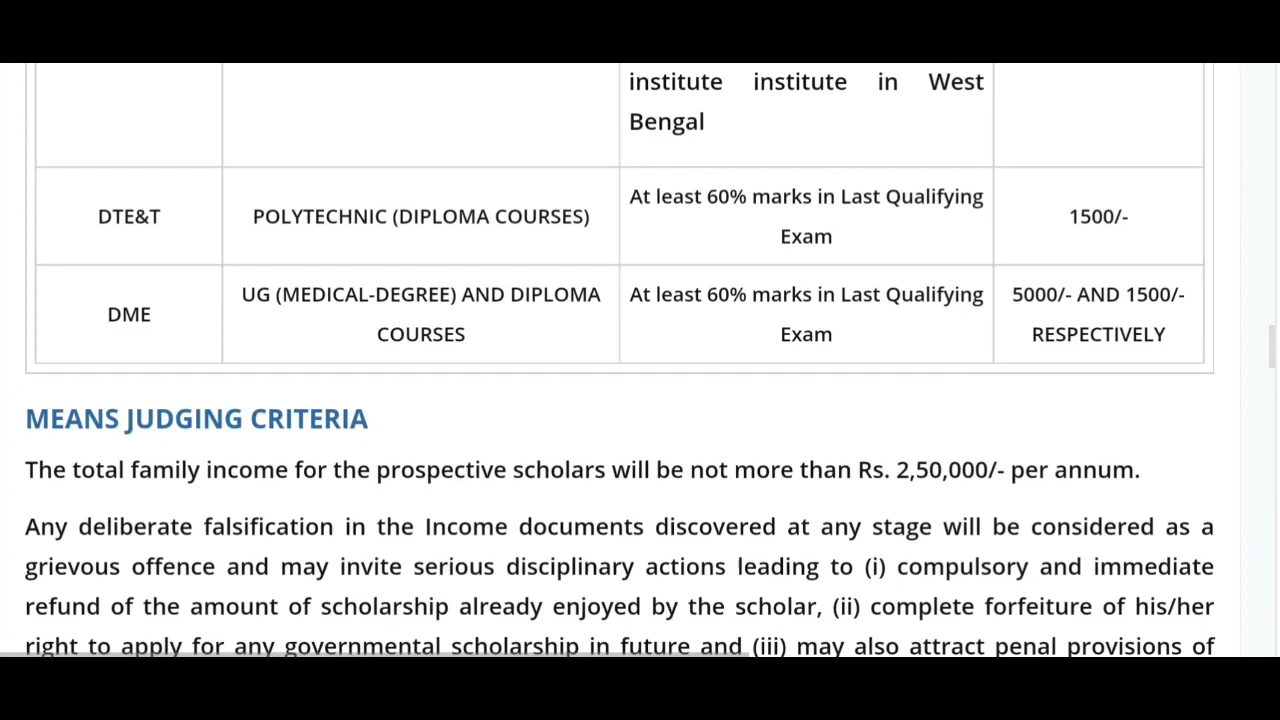 institute institute in West
Bengal
DTE&T
POLYTECHNIC (DIPLOMA COURSES)
At least 60% marks in Last Qualifying
Exam
1500/-
DME
UG (MEDICAL-DEGREE) AND DIPLOMA
COURSES
At least 60% marks in Last Qualifying
Exam
5000/- AND 1500/-
RESPECTIVELY
MEANS JUDGING CRITERIA
The total family income for the prospective scholars will be not more than Rs. 2,50,000/- per annum.
Any deliberate falsification in the Income documents discovered at any stage will be considered as a
grievous offence and may invite serious disciplinary actions leading to (i) compulsory and immediate
refund of the amount of scholarship already enjoyed by the scholar, (ii) complete forfeiture of his/her
right to apply for any governmental scholarship in future and (iii) may also attract penal provisions of